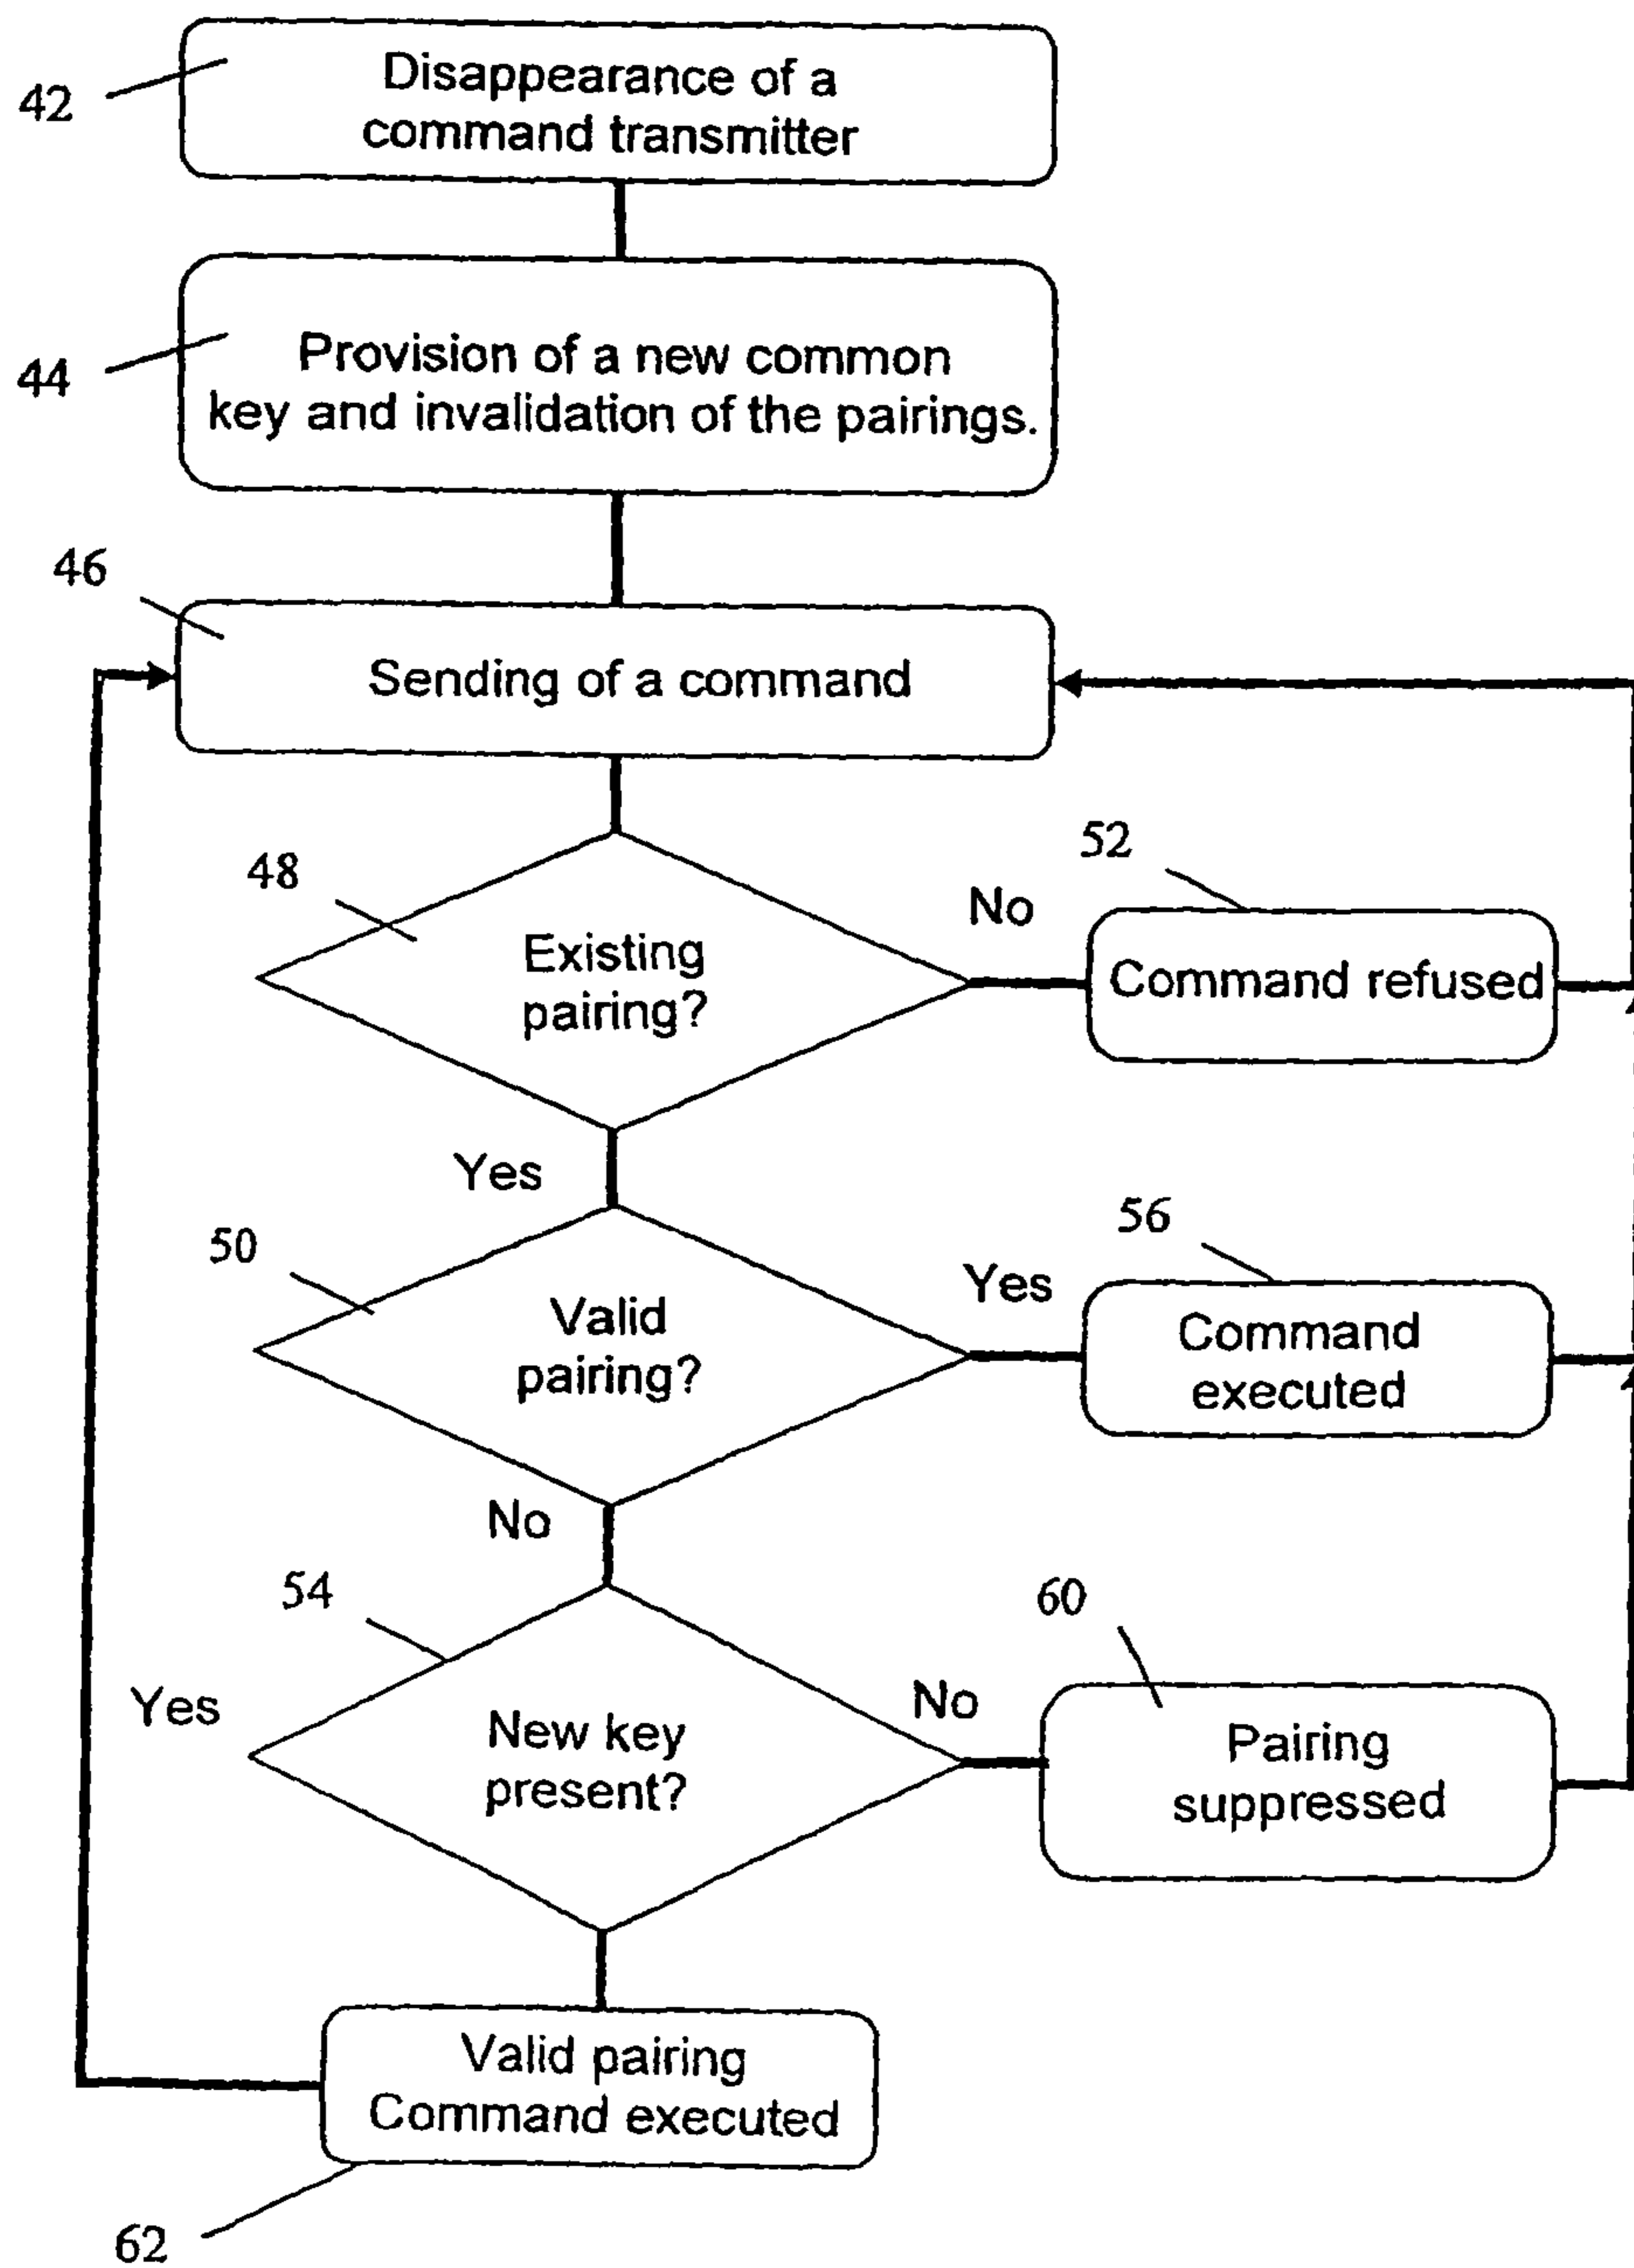 42
Disappearance of a
command transmitter
44
Provision of a new common
key and invalidation of the pairings.
46
Sending of a command
48
Existing
pairing?
No
52
Command refused
Yes
50
Valid
pairing?
Yes
56
Command
executed
No
54
New key
present?
Yes
No
60
Pairing
suppressed
Valid pairing
Command executed
62